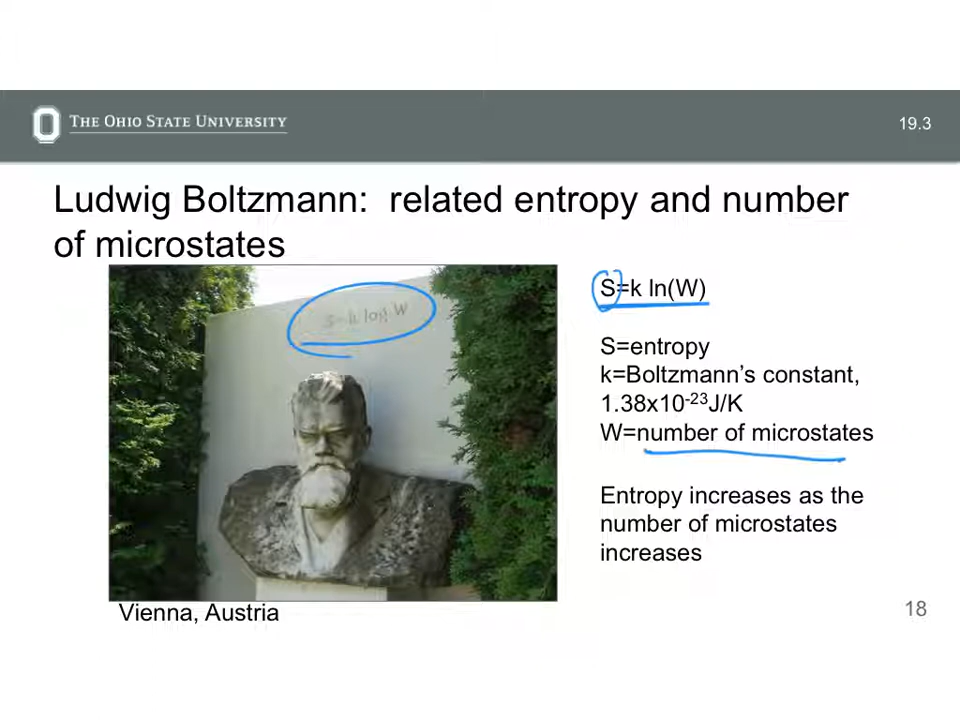 THE OHIO STATE UNIVERSITY
19.3
Ludwig Boltzmann:  related entropy and number
of microstates
S=k log W
S=k ln(W)
S=entropy
k=Boltzmann’s constant,
1.38x10⁻²³J/K
W=number of microstates
Entropy increases as the
number of microstates
increases
Vienna, Austria
18